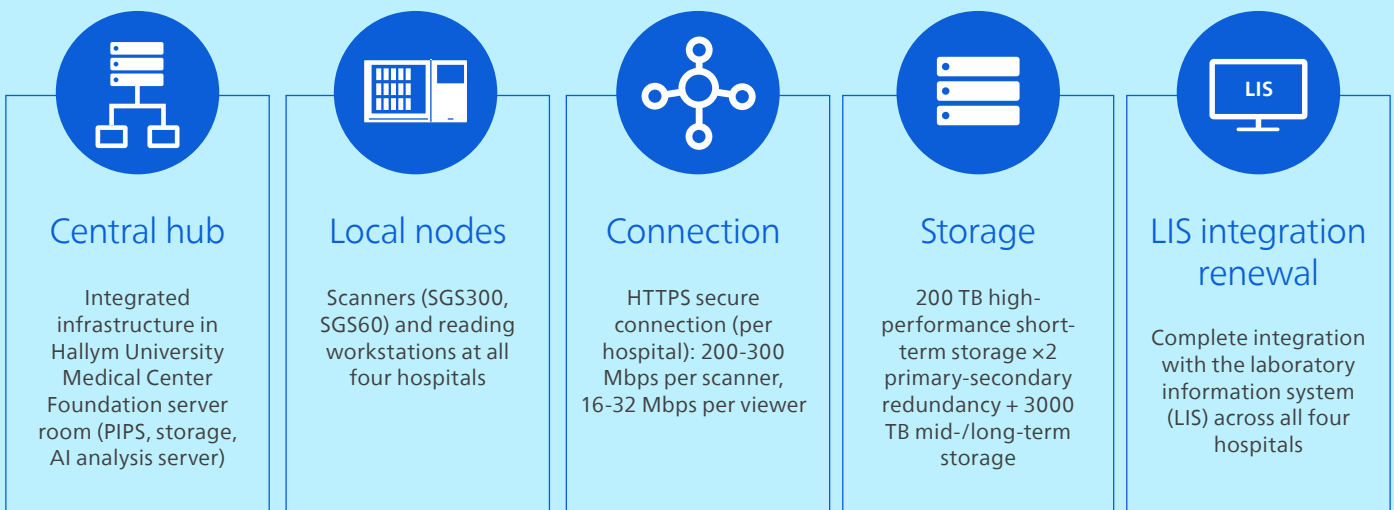 Central hub
Integrated
infrastructure in
Hallym University
Medical Center
Foundation server
room (PIPS, storage,
AI analysis server)
Local nodes
Scanners (SGS300,
SGS60) and reading
workstations at all
four hospitals
Connection
HTTPS secure
connection (per
hospital): 200-300
Mbps per scanner,
16-32 Mbps per viewer
Storage
200 TB high-
performance short-
term storage ×2
primary-secondary
redundancy + 3000
TB mid-/long-term
storage
LIS
LIS integration
renewal
Complete integration
with the laboratory
information system
(LIS) across all four
hospitals